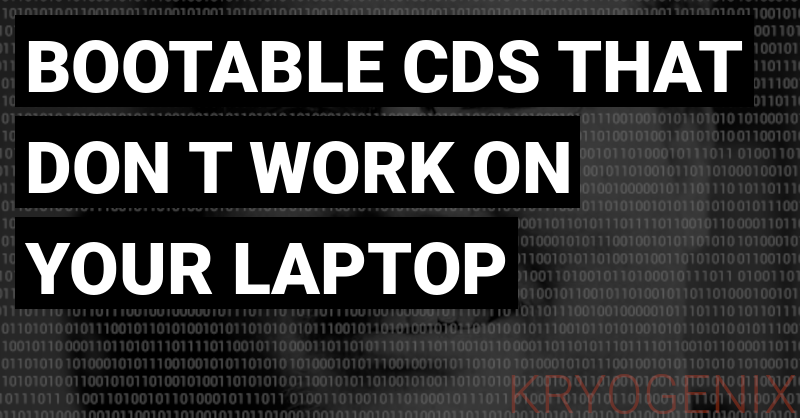 BOOTABLE CDS THAT
DON T WORK ON
YOUR LAPTOP
KRYOGENIX